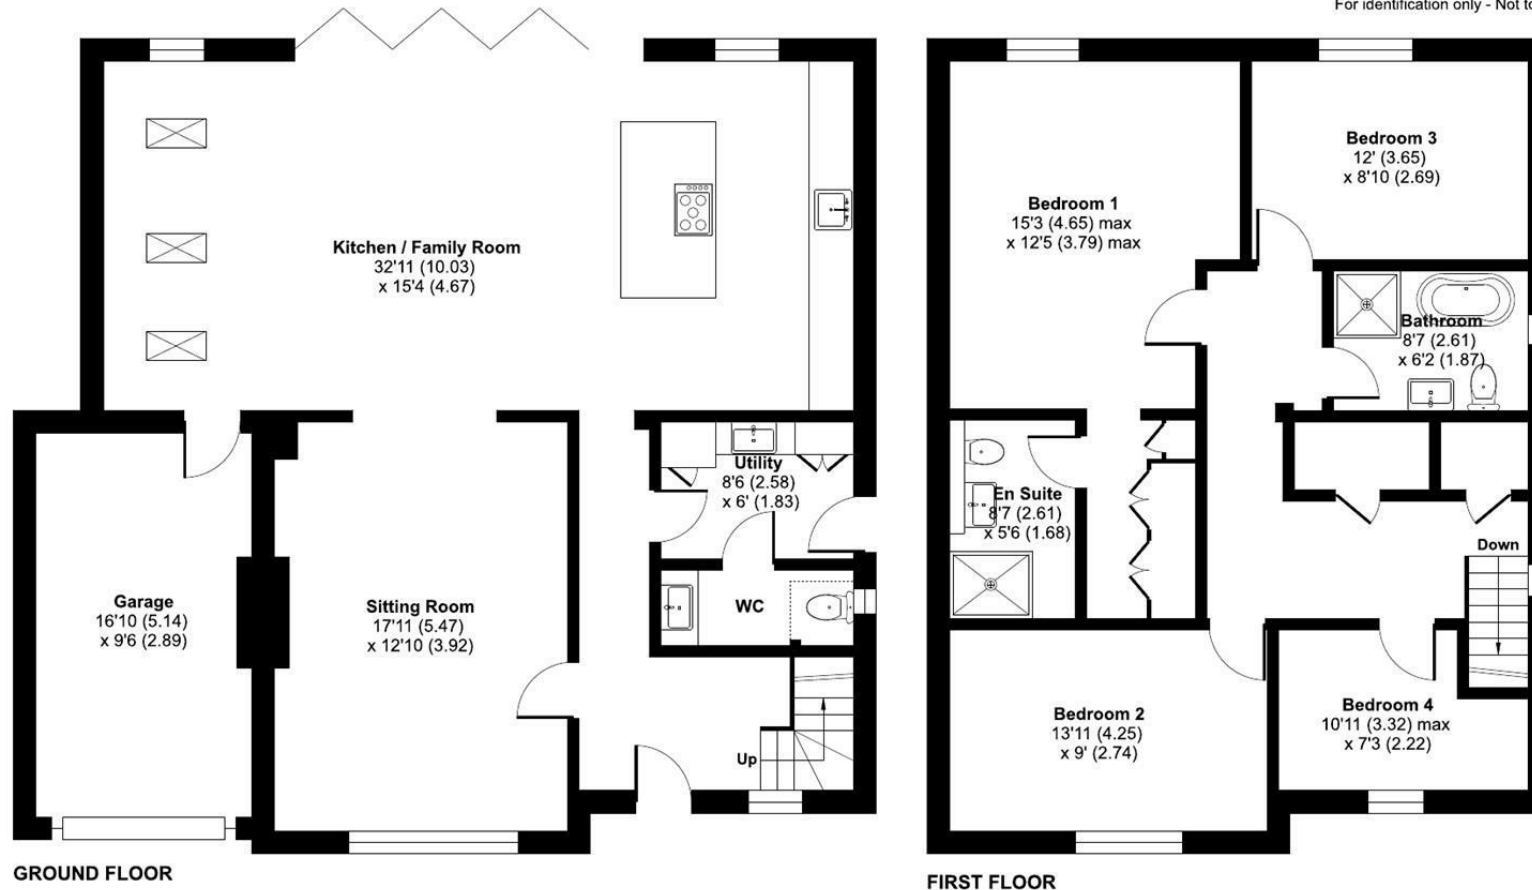 For identification only - Not to
Kitchen / Family Room
32'11 (10.03)
x 15'4 (4.67)
Utility
8'6 (2.58)
x 6' (1.83)
WC
Garage
16'10 (5.14)
x 9'6 (2.89)
Sitting Room
17'11 (5.47)
x 12'10 (3.92)
Up
GROUND FLOOR
Bedroom 1
15'3 (4.65) max
x 12'5 (3.79) max
Bedroom 3
12' (3.65)
x 8'10 (2.69)
Bathroom
8'7 (2.61)
x 6'2 (1.87)
En Suite
8'7 (2.61)
x 5'6 (1.68)
Down
Bedroom 2
13'11 (4.25)
x 9' (2.74)
Bedroom 4
10'11 (3.32) max
x 7'3 (2.22)
FIRST FLOOR